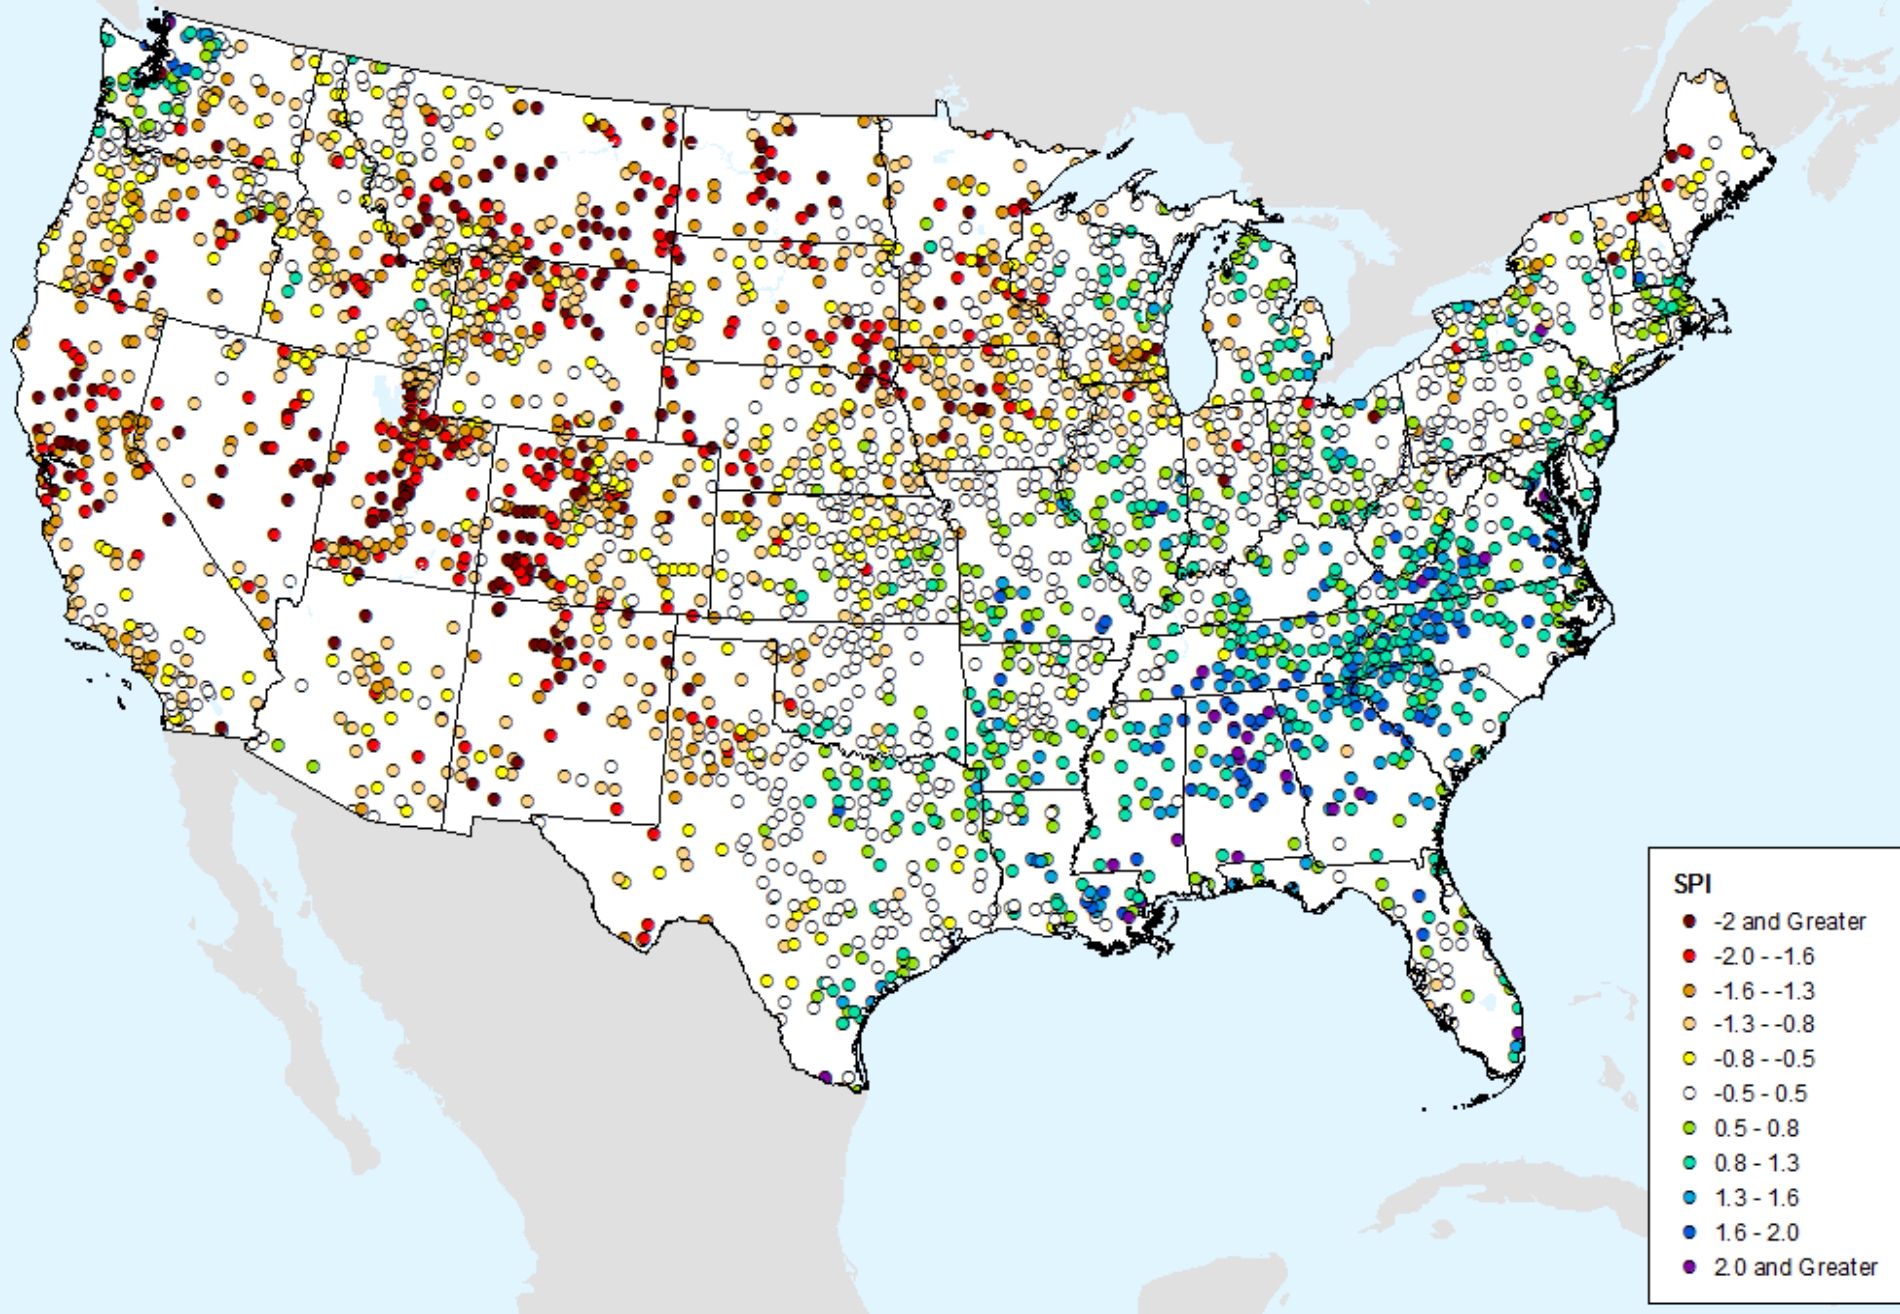 SPI
-2 and Greater
-2.0 - -1.6
-1.6 - -1.3
-1.3 - -0.8
-0.8 - -0.5
-0.5 - 0.5
0.5 - 0.8
0.8 - 1.3
1.3 - 1.6
1.6 - 2.0
2.0 and Greater